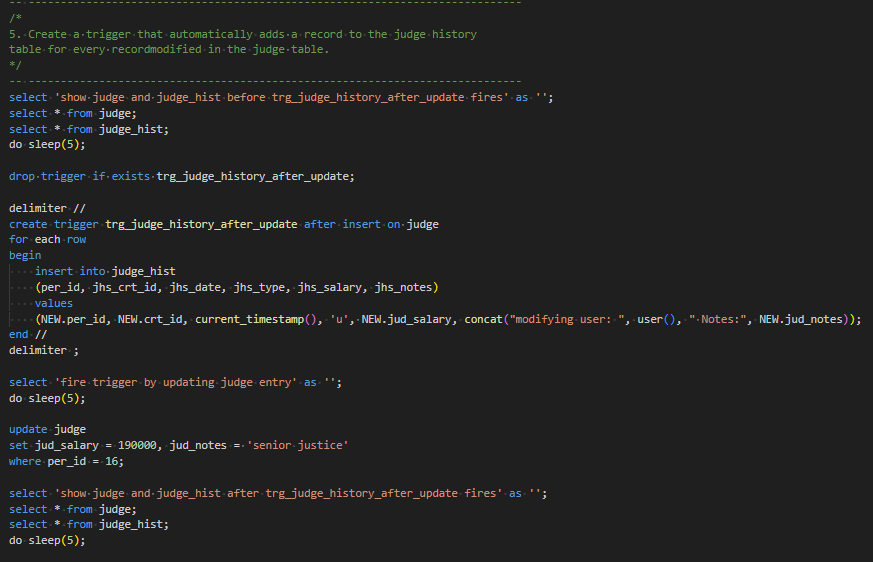 -- --------------------------------------------------------------------------
/*
5. Create a trigger that automatically adds a record to the judge history
table for every recordmodified in the judge table.
*/
-- --------------------------------------------------------------------------
select 'show judge and judge_hist before trg_judge_history_after_update fires' as '';
select * from judge;
select * from judge_hist;
do sleep(5);
drop trigger if exists trg_judge_history_after_update;
delimiter //
create trigger trg_judge_history_after_update after insert on judge
for each row
begin
    insert into judge_hist
    (per_id, jhs_crt_id, jhs_date, jhs_type, jhs_salary, jhs_notes)
    values
    (NEW.per_id, NEW.crt_id, current_timestamp(), 'u', NEW.jud_salary, concat("modifying user: ", user(), " Notes:", NEW.jud_notes));
end //
delimiter ;
select 'fire trigger by updating judge entry' as '';
do sleep(5);
update judge
set jud_salary = 190000, jud_notes = 'senior justice'
where per_id = 16;
select 'show judge and judge_hist after trg_judge_history_after_update fires' as '';
select * from judge;
select * from judge_hist;
do sleep(5);